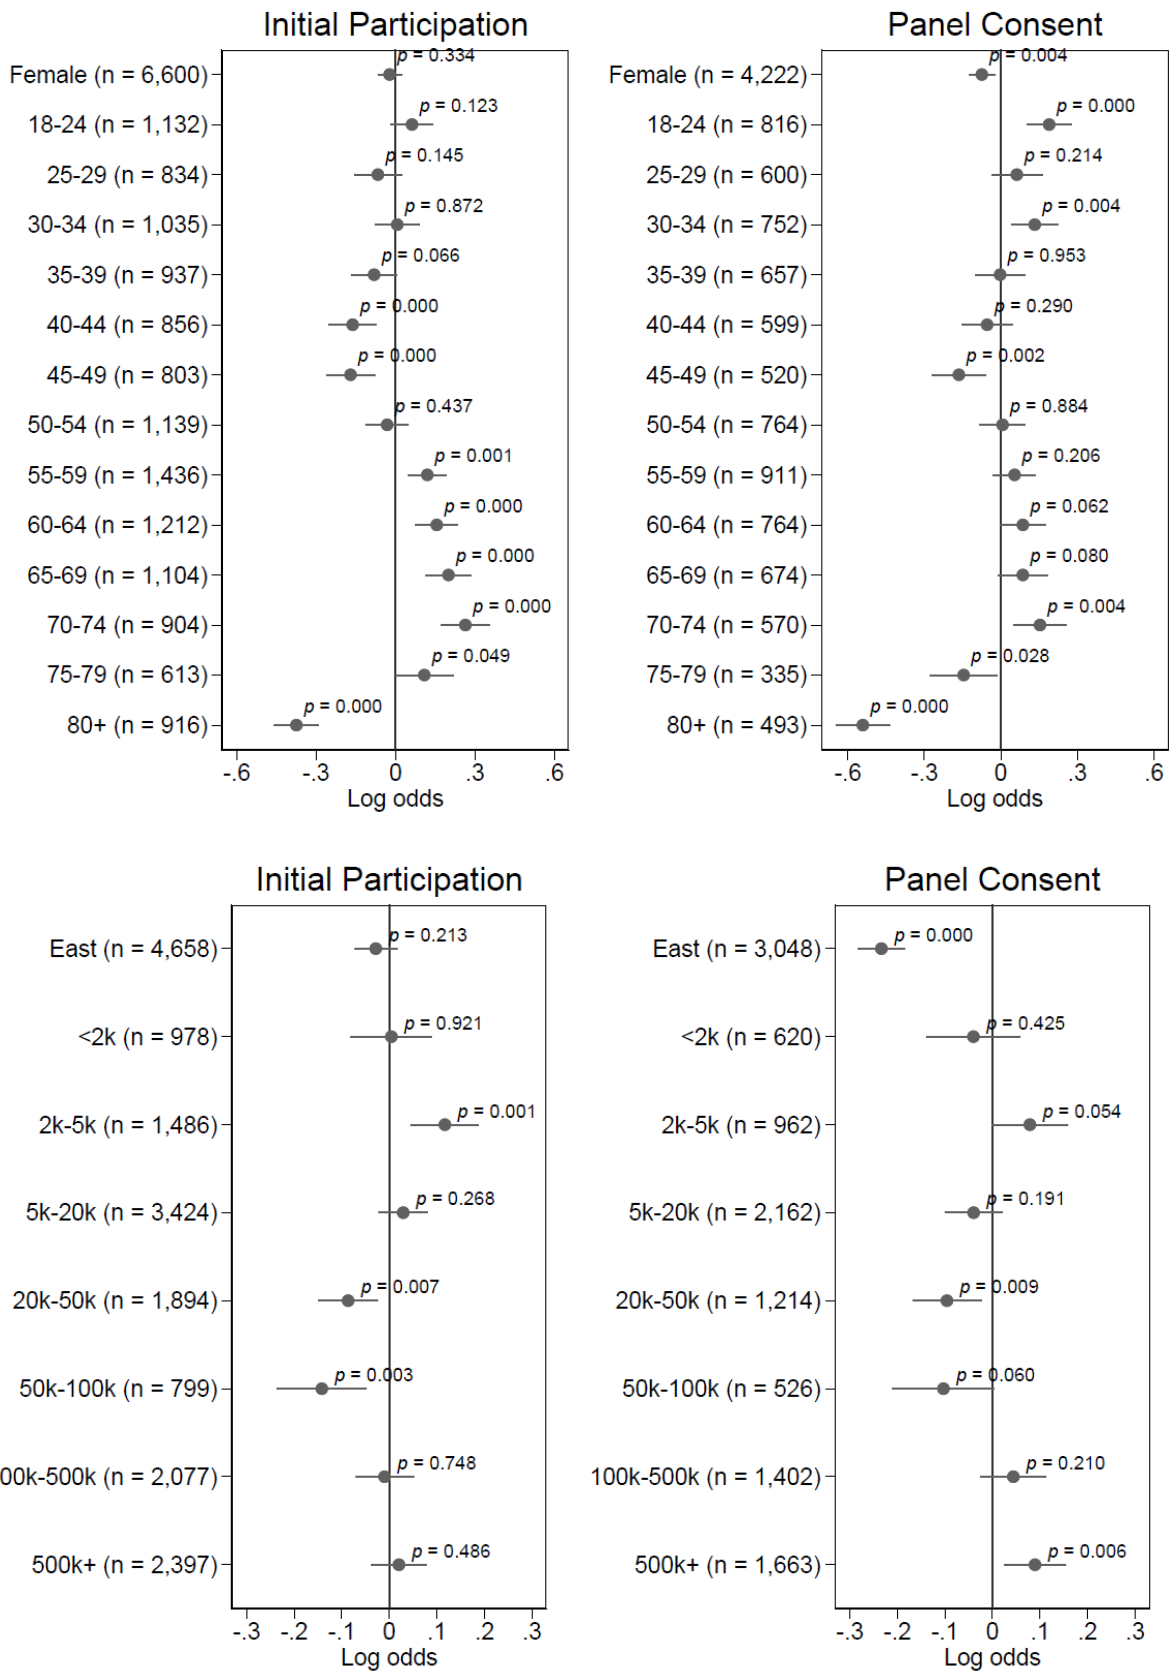 Initial Participation
Female (n = 6,600)
p = 0.334
18-24 (n = 1,132)
p = 0.123
25-29 (n = 834)
p = 0.145
30-34 (n = 1,035)
p = 0.872
35-39 (n = 937)
p = 0.066
40-44 (n = 856)
p = 0.000
45-49 (n = 803)
p = 0.000
50-54 (n = 1,139)
p = 0.437
55-59 (n = 1,436)
p = 0.001
60-64 (n = 1,212)
p = 0.000
65-69 (n = 1,104)
p = 0.000
70-74 (n = 904)
p = 0.000
75-79 (n = 613)
p = 0.049
80+ (n = 916)
p = 0.000
-.6 -.3 0 .3 .6
Log odds
Panel Consent
Female (n = 4,222)
p = 0.004
18-24 (n = 816)
p = 0.000
25-29 (n = 600)
p = 0.214
30-34 (n = 752)
p = 0.004
35-39 (n = 657)
p = 0.953
40-44 (n = 599)
p = 0.290
45-49 (n = 520)
p = 0.002
50-54 (n = 764)
p = 0.884
55-59 (n = 911)
p = 0.206
60-64 (n = 764)
p = 0.062
65-69 (n = 674)
p = 0.080
70-74 (n = 570)
p = 0.004
75-79 (n = 335)
p = 0.028
80+ (n = 493)
p = 0.000
-.6 -.3 0 .3 .6
Log odds
Initial Participation
East (n = 4,658)
p = 0.213
<2k (n = 978)
p = 0.921
2k-5k (n = 1,486)
p = 0.001
5k-20k (n = 3,424)
p = 0.268
20k-50k (n = 1,894)
p = 0.007
50k-100k (n = 799)
p = 0.003
00k-500k (n = 2,077)
p = 0.748
500k+ (n = 2,397)
p = 0.486
-.3 -.2 -.1 0 .1 .2 .3
Log odds
Panel Consent
East (n = 3,048)
p = 0.000
<2k (n = 620)
p = 0.425
2k-5k (n = 962)
p = 0.054
5k-20k (n = 2,162)
p = 0.191
20k-50k (n = 1,214)
p = 0.009
50k-100k (n = 526)
p = 0.060
100k-500k (n = 1,402)
p = 0.210
500k+ (n = 1,663)
p = 0.006
-.3 -.2 -.1 0 .1 .2 .3
Log odds